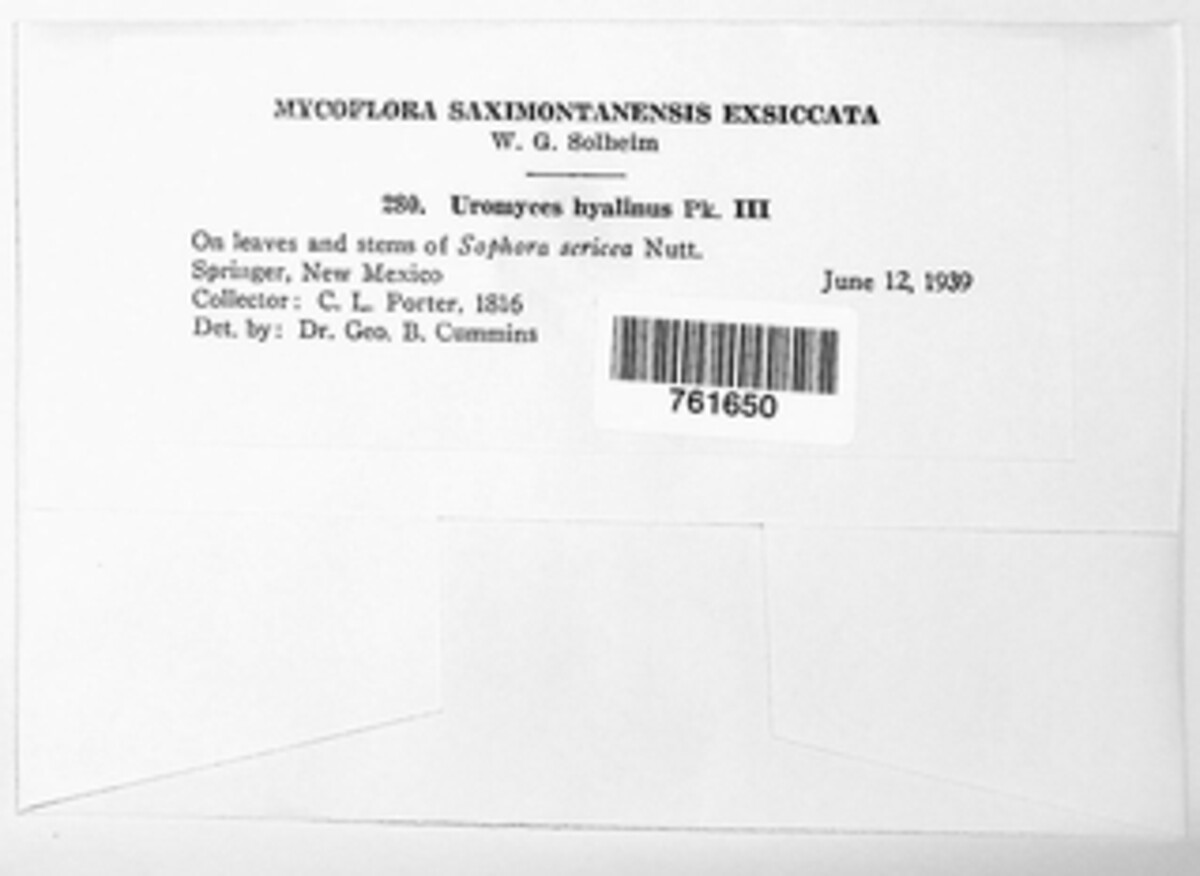 MYCOFLORA SAXIMONTANENSIS EXSICCATA
W. G. Solheim
280. Uromyces hyalinus Pk. III
On leaves and stems of Sophora sericea Nutt.
Springer, New Mexico
June 12, 1939
Collector: C. L. Porter, 1816
Det. by: Dr. Geo. B. Cummins
761650